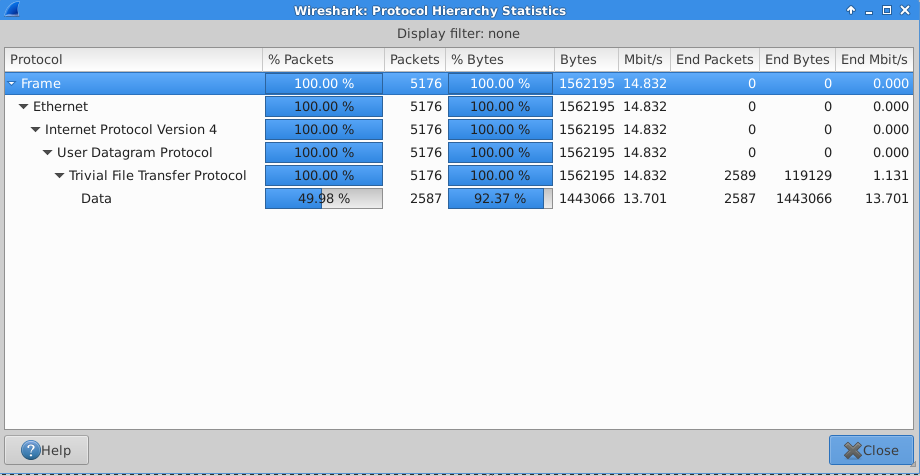 Wireshark: Protocol Hierarchy Statistics
Display filter: none
Protocol % Packets Packets % Bytes Bytes Mbit/s End Packets End Bytes End Mbit/s
Frame 100.00 % 5176 100.00 % 1562195 14.832 0 0 0.000
Ethernet 100.00 % 5176 100.00 % 1562195 14.832 0 0 0.000
Internet Protocol Version 4 100.00 % 5176 100.00 % 1562195 14.832 0 0 0.000
User Datagram Protocol 100.00 % 5176 100.00 % 1562195 14.832 0 0 0.000
Trivial File Transfer Protocol 100.00 % 5176 100.00 % 1562195 14.832 2589 119129 1.131
Data 49.98 % 2587 92.37 % 1443066 13.701 2587 1443066 13.701
Help Close